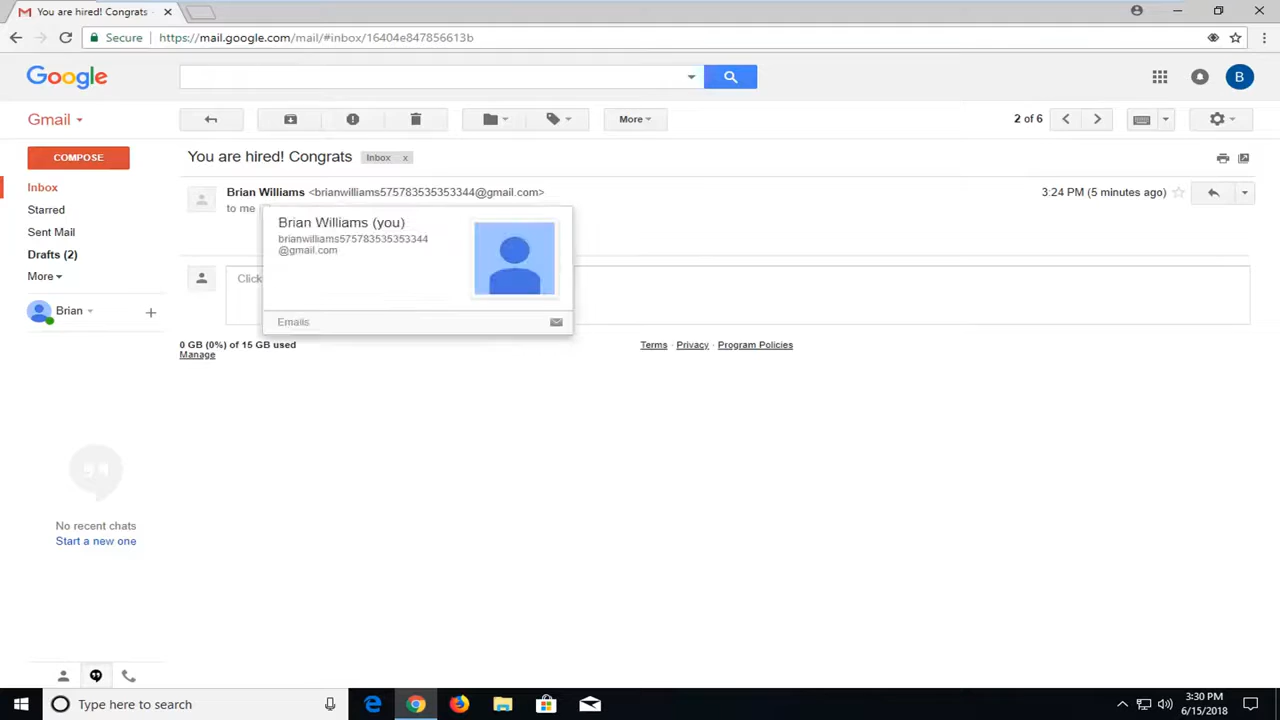 You are hired! Congrats -
Secure https://mail.google.com/mail/#inbox/16404e847856613b
Google
B
Gmail
More
2 of 6
COMPOSE
You are hired! Congrats Inbox x
Inbox
Brian Williams <brianwilliams575783535353344@gmail.com>
3:24 PM (5 minutes ago)
to me
Starred
Brian Williams (you)
Sent Mail
brianwilliams575783535353344
@gmail.com
Drafts (2)
More
Click
Brian
Emails
0 GB (0%) of 15 GB used
Manage
Terms · Privacy · Program Policies
No recent chats
Start a new one
Type here to search
3:30 PM
6/15/2018